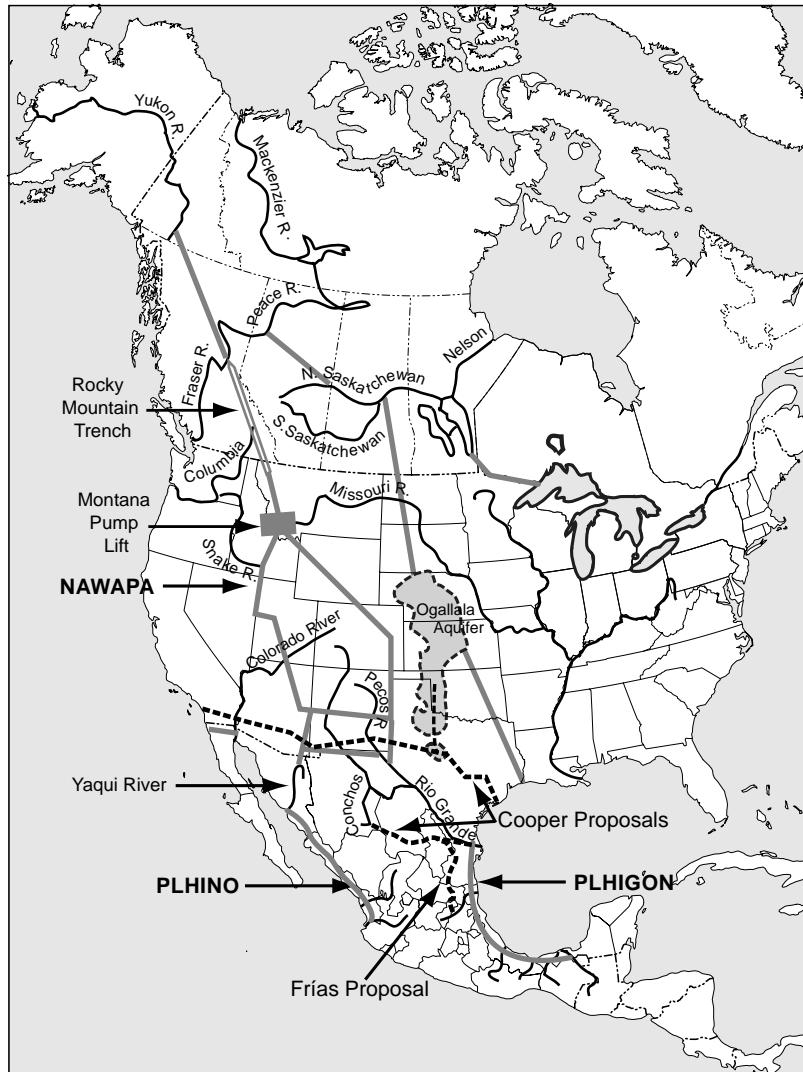 Yukon R.
Mackenzier R.
Peace R.
Fraser R.
Nelson
N. Saskatchewan
S. Saskatchewan
Rocky
Mountain
Trench
Columbia
Missouri R.
Montana
Pump
Lift
Snake R.
NAWAPA
Ogallala
Aquifer
Colorado River
Pecos R
Yaqui River
Conchos
Rio Grande
Cooper Proposals
PLHINO
PLHIGON
Frías Proposal